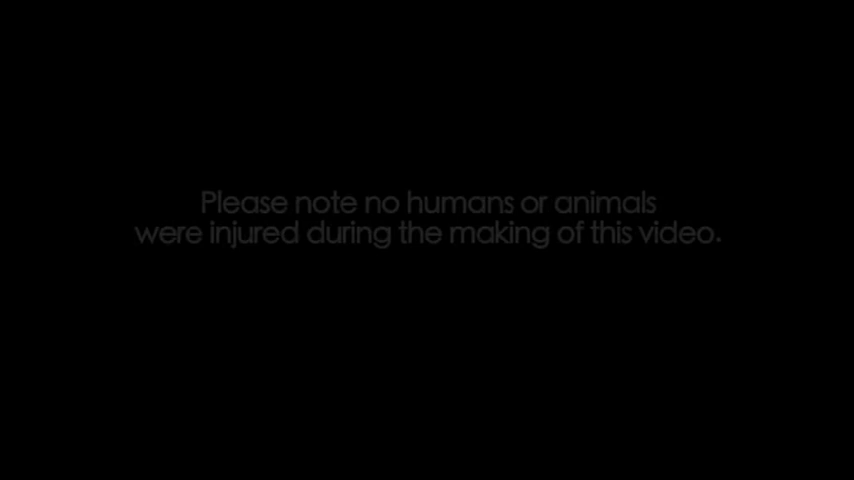 Please note no humans or animals
were injured during the making of this video.